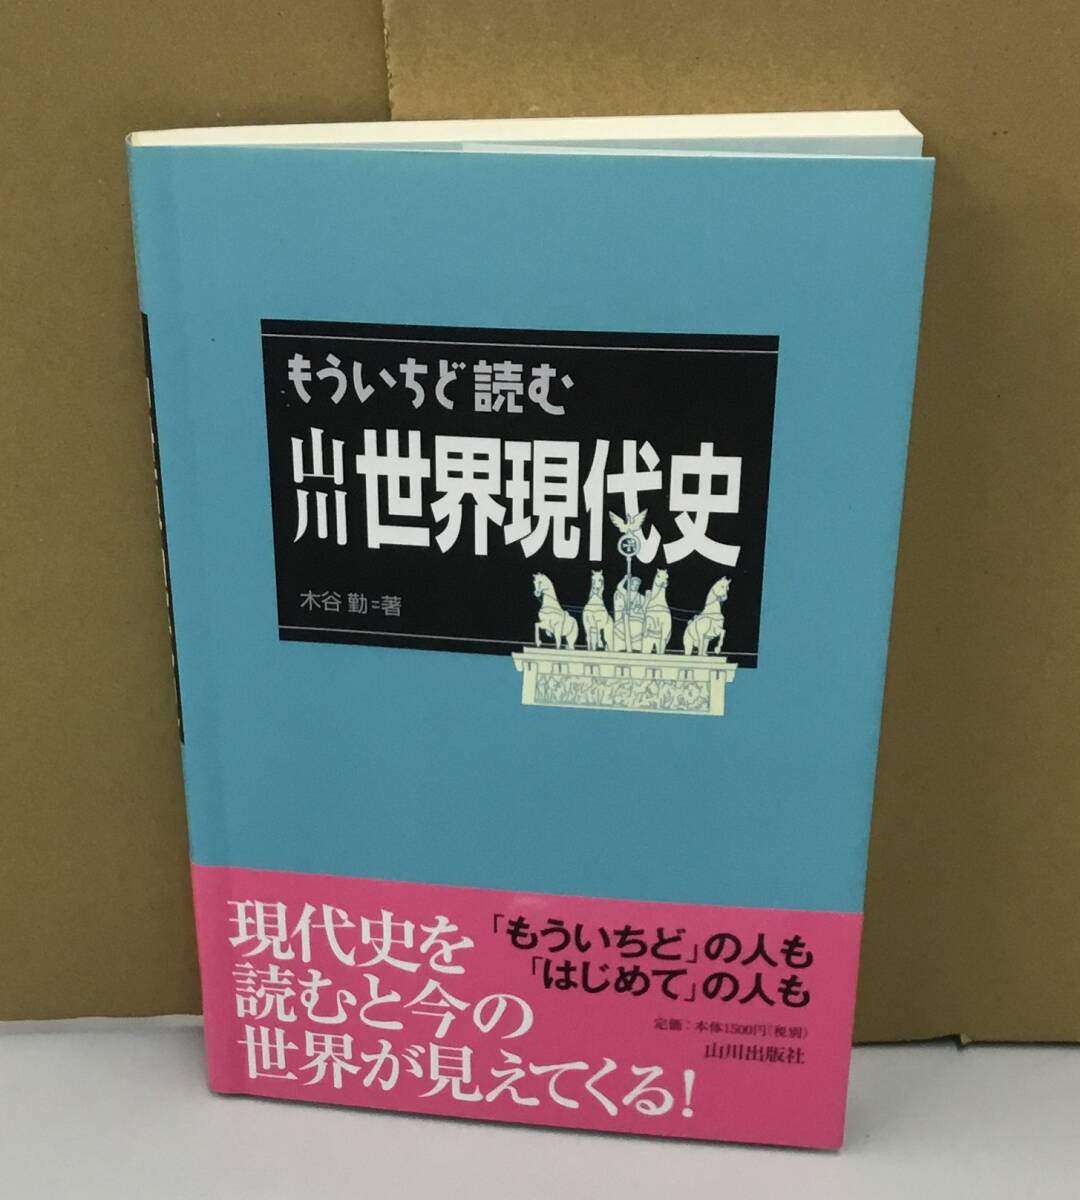 もういちど読む
山川 世界現代史
木谷 勤=著
現代史を
読むと今の
世界が見えてくる!
「もういちど」の人も
「はじめて」の人も
定価:本体1500円(税別)
山川出版社